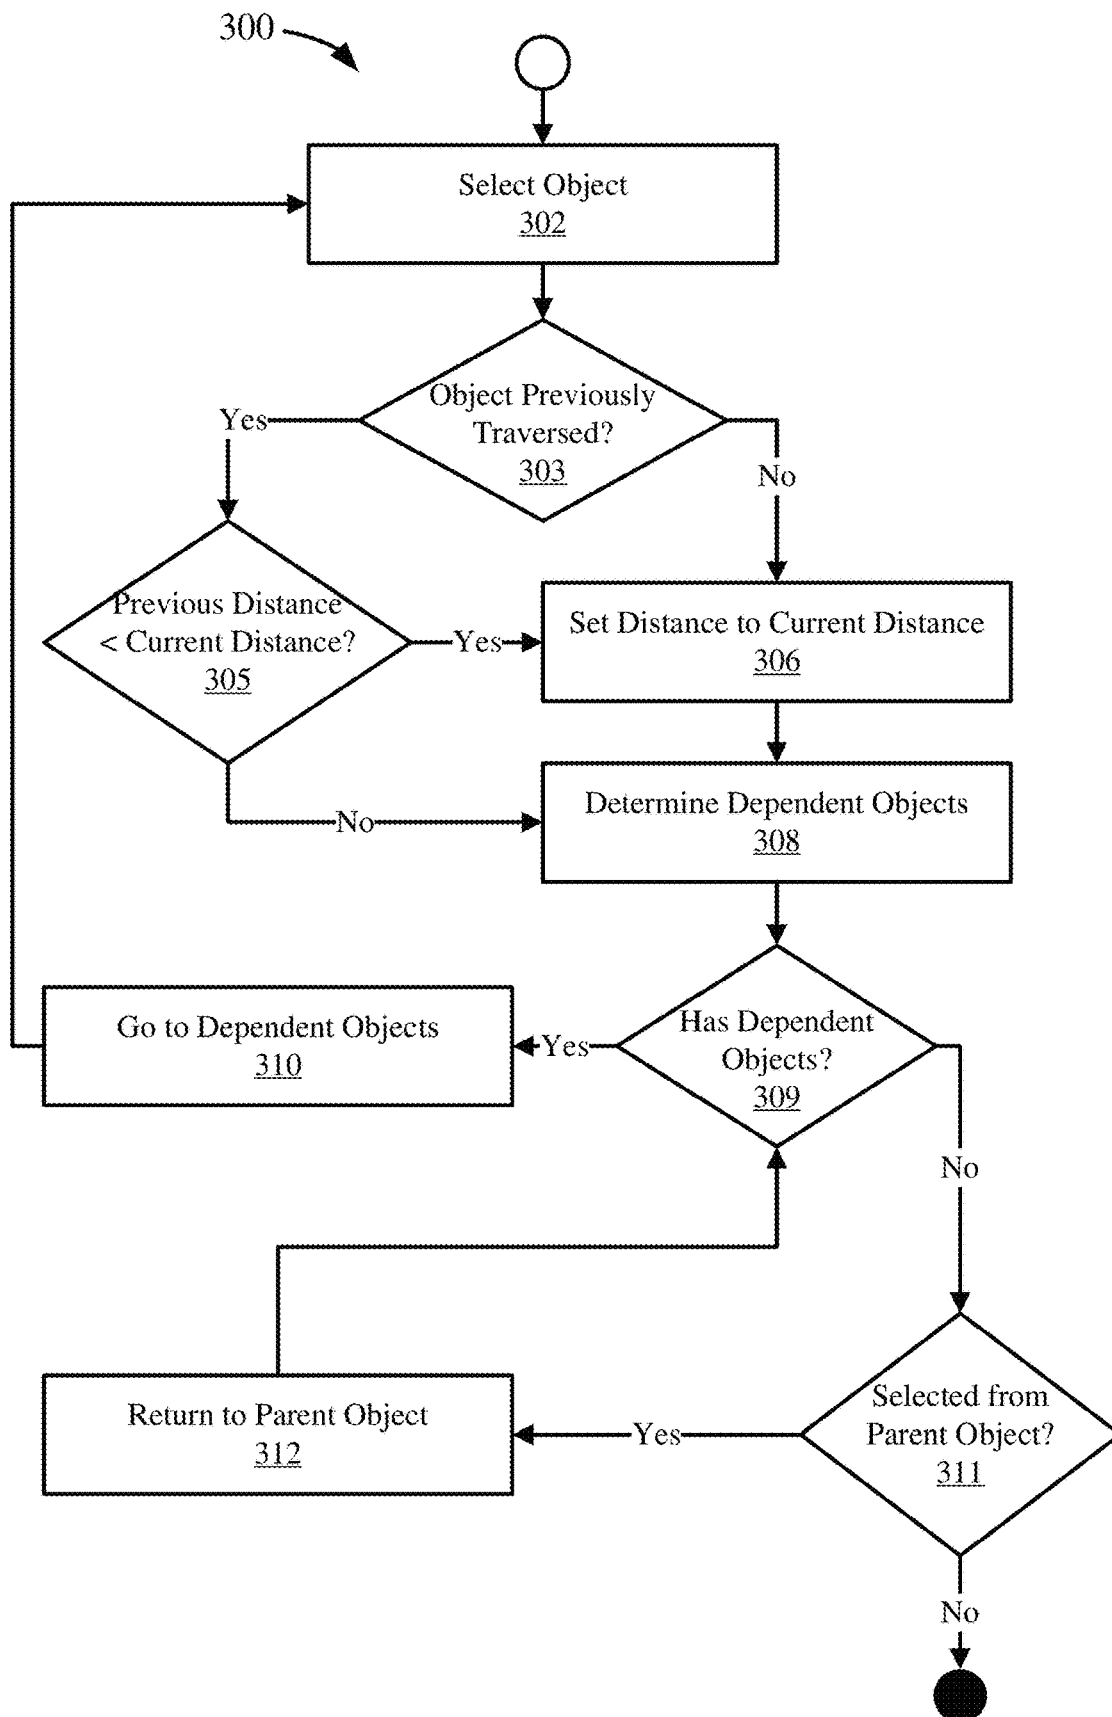 300
Select Object
302
Object Previously
Traversed?
303
Yes
No
Previous Distance
< Current Distance?
305
Yes
Set Distance to Current Distance
306
No
Determine Dependent Objects
308
Go to Dependent Objects
310
Yes
Has Dependent
Objects?
309
No
Return to Parent Object
312
Yes
Selected from
Parent Object?
311
No